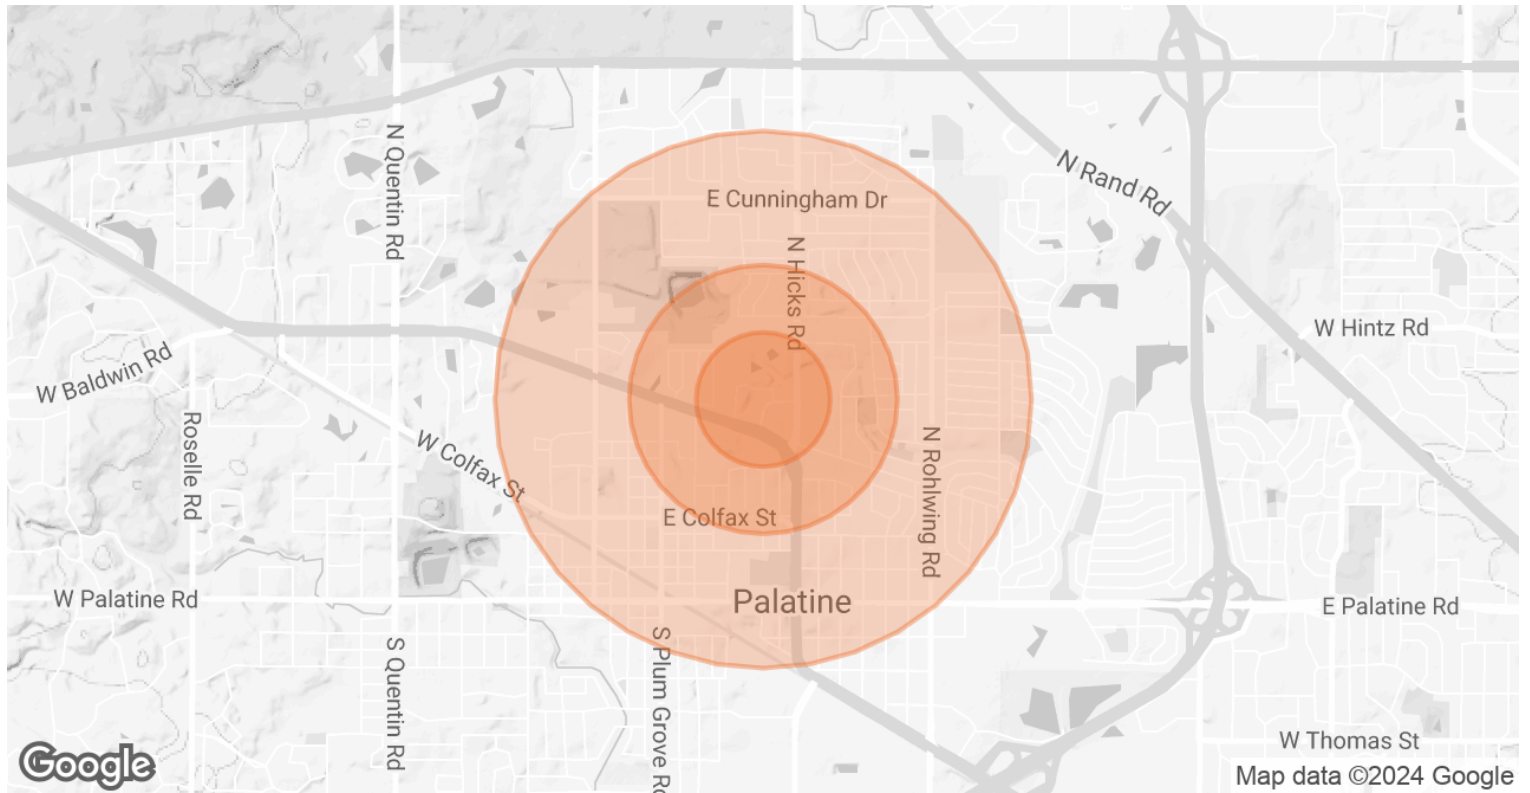 E Cunningham Dr
N Rand Rd
N Quentin Rd
N Hicks Rd
W Hintz Rd
W Baldwin Rd
Roselle Rd
W Colfax St
N Rohlwing Rd
E Colfax St
W Palatine Rd
Palatine
E Palatine Rd
S Quentin Rd
S Plum Grove Rd
W Thomas St
Google
Map data ©2024 Google